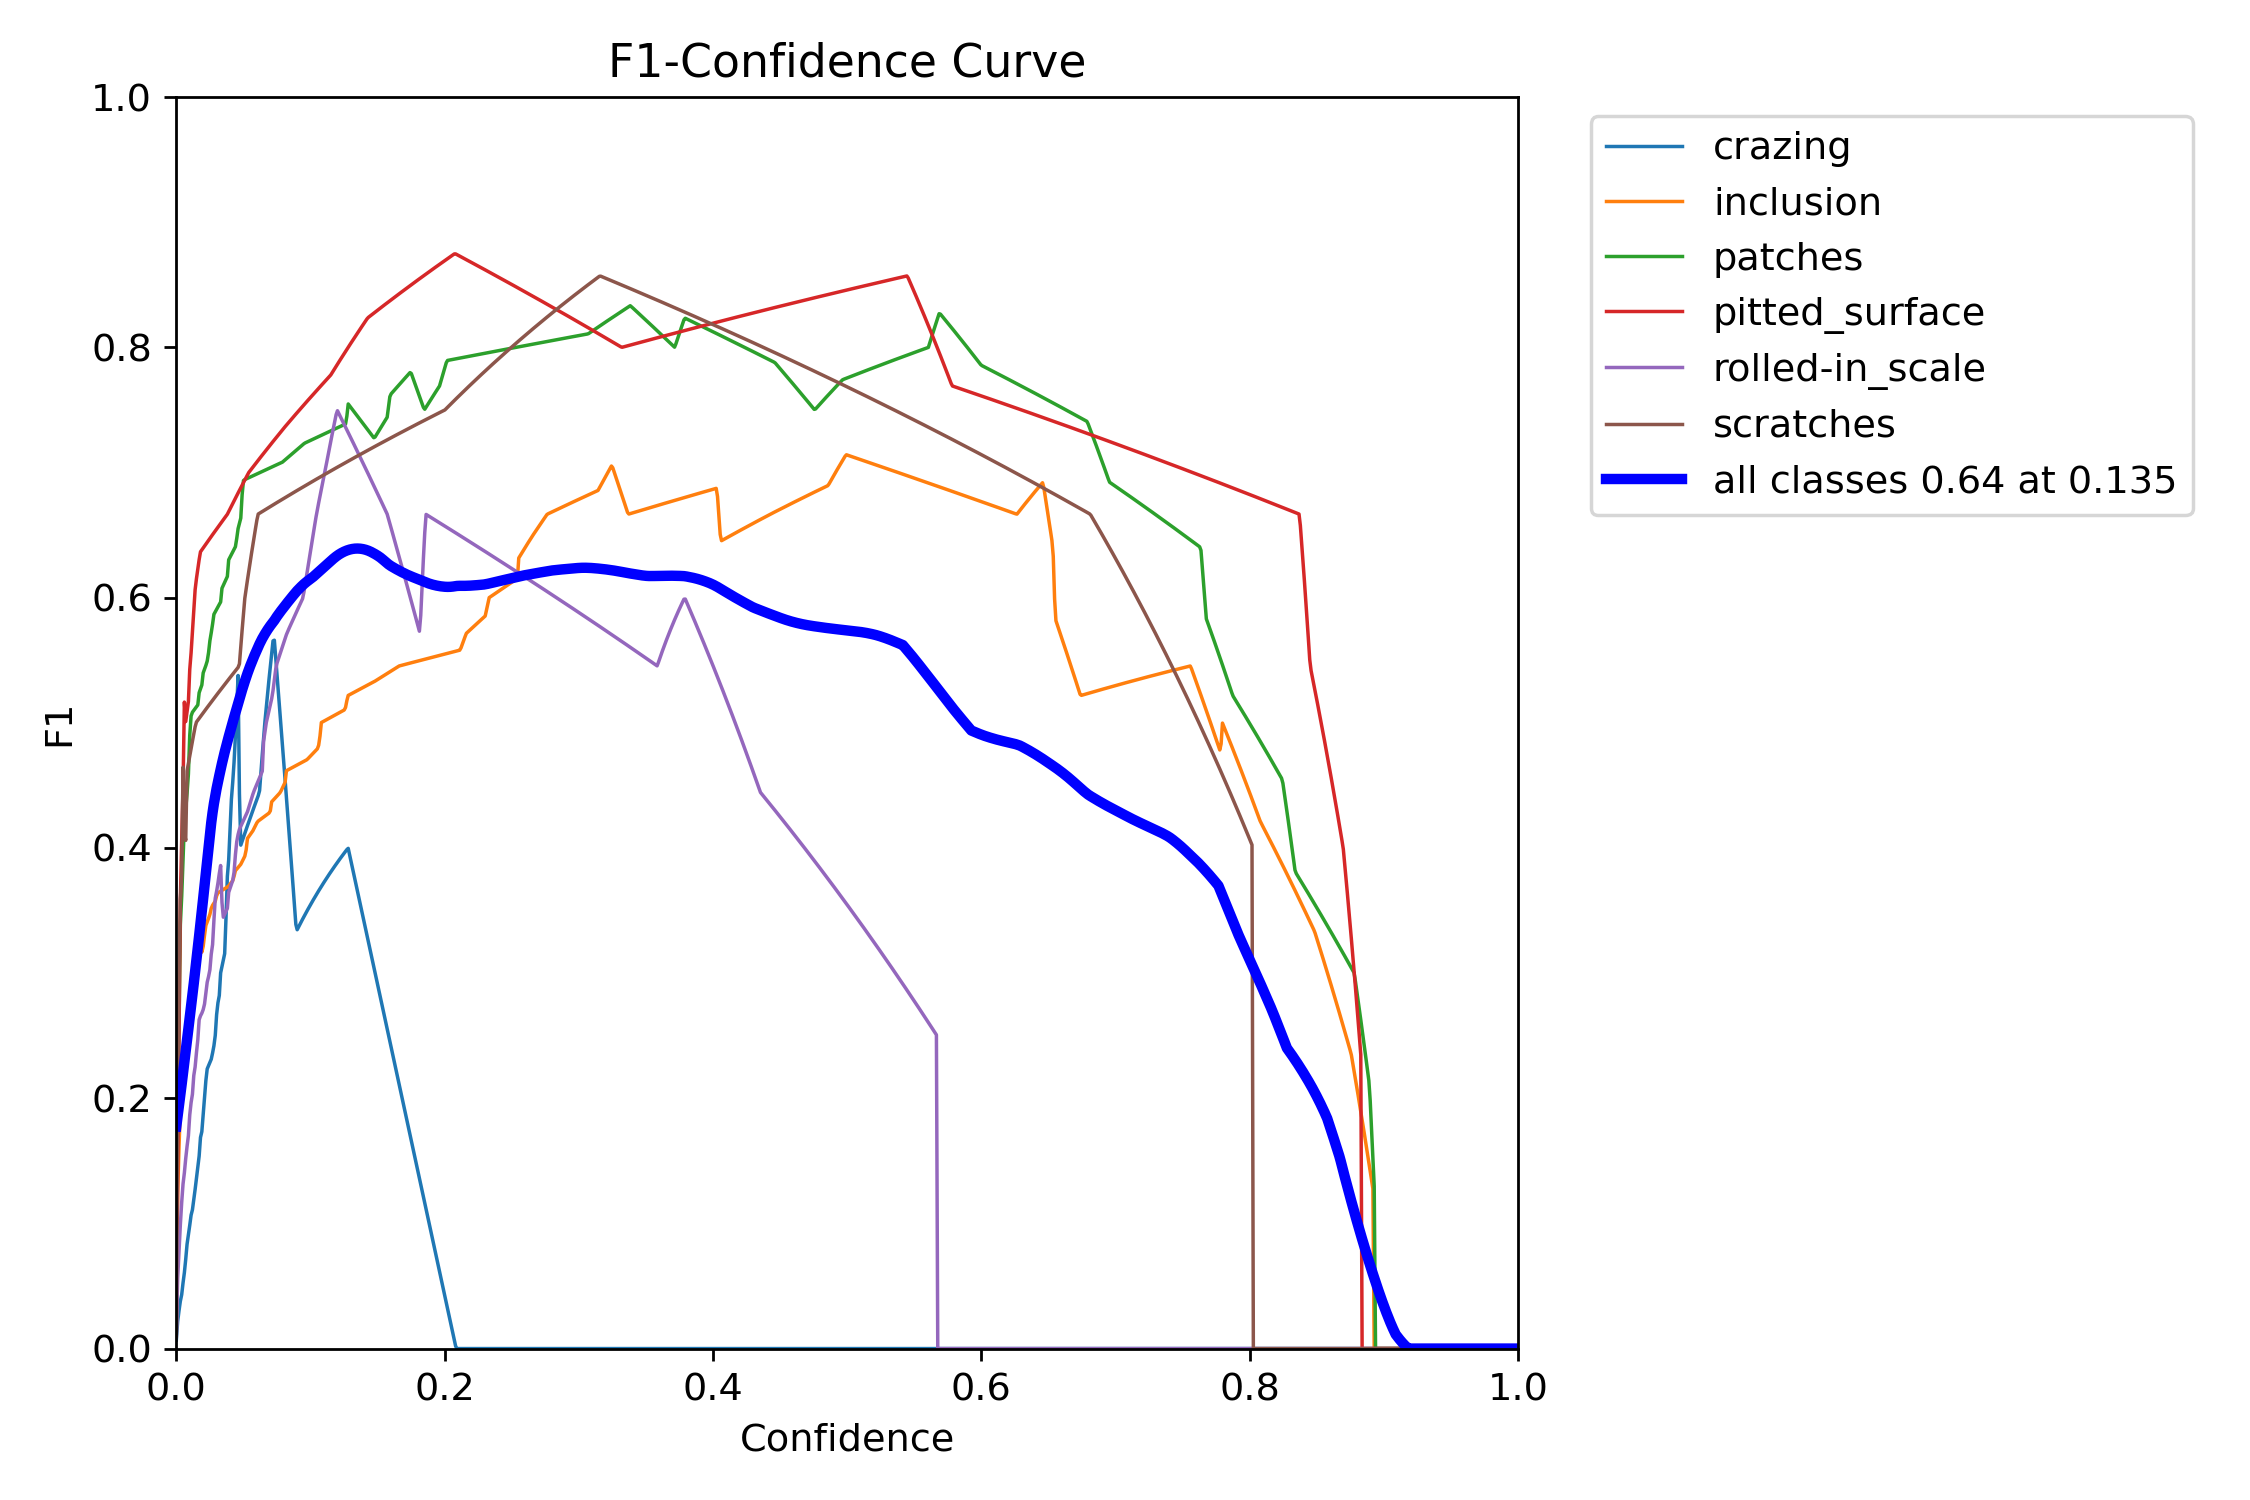 F1-Confidence Curve
1.0
0.8
0.6
0.4
0.2
0.0
F1
0.0 0.2 0.4 0.6 0.8 1.0
Confidence
crazing
inclusion
patches
pitted_surface
rolled-in_scale
scratches
all classes 0.64 at 0.135